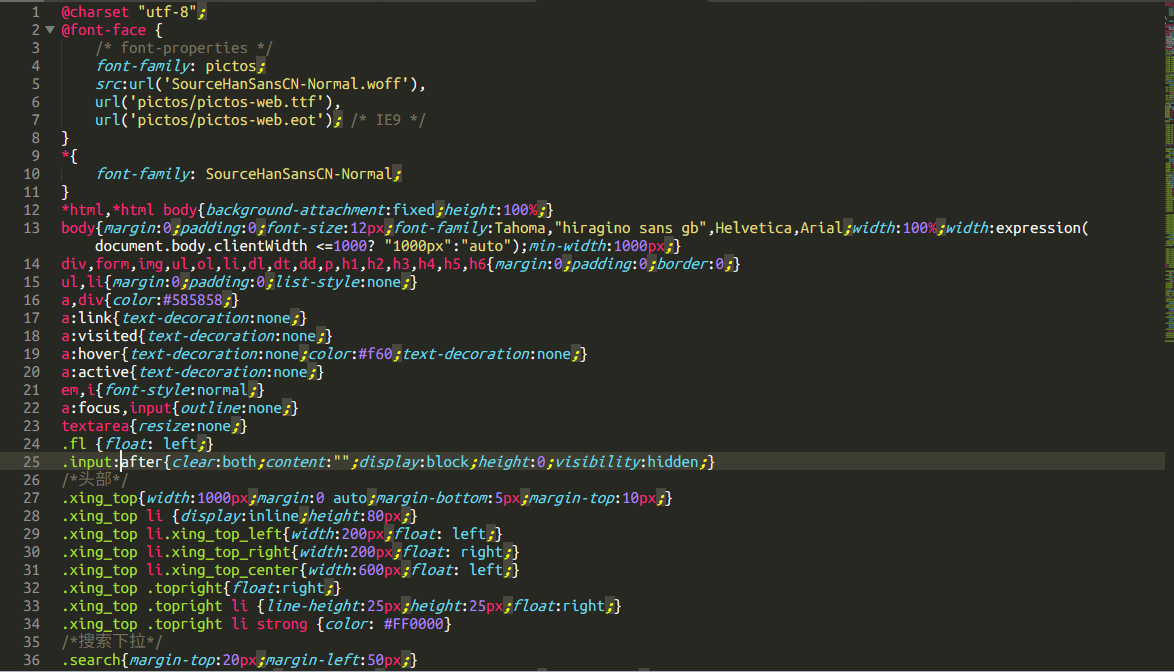 1 @charset "utf-8";
2 @font-face {
3 /* font-properties */
4 font-family: pictos;
5 src:url('SourceHanSansCN-Normal.woff'),
6 url('pictos/pictos-web.ttf'),
7 url('pictos/pictos-web.eot'); /* IE9 */
8 }
9 *{
10 font-family: SourceHanSansCN-Normal;
11 }
12 *html,*html body{background-attachment:fixed;height:100%;}
13 body{margin:0;padding:0;font-size:12px;font-family:Tahoma,"hiragino sans gb",Helvetica,Arial;width:100%;width:expression(
document.body.clientWidth <=1000? "1000px":"auto");min-width:1000px;}
14 div,form,img,ul,ol,li,dl,dt,dd,p,h1,h2,h3,h4,h5,h6{margin:0;padding:0;border:0;}
15 ul,li{margin:0;padding:0;list-style:none;}
16 a,div{color:#585858;}
17 a:link{text-decoration:none;}
18 a:visited{text-decoration:none;}
19 a:hover{text-decoration:none;color:#f60;text-decoration:none;}
20 a:active{text-decoration:none;}
21 em,i{font-style:normal;}
22 a:focus,input{outline:none;}
23 textarea{resize:none;}
24 .fl {float: left;}
25 .input:after{clear:both;content:"";display:block;height:0;visibility:hidden;}
26 /*头部*/
27 .xing_top{width:1000px;margin:0 auto;margin-bottom:5px;margin-top:10px;}
28 .xing_top li {display:inline;height:80px;}
29 .xing_top li.xing_top_left{width:200px;float: left;}
30 .xing_top li.xing_top_right{width:200px;float: right;}
31 .xing_top li.xing_top_center{width:600px;float: left;}
32 .xing_top .topright{float:right;}
33 .xing_top .topright li {line-height:25px;height:25px;float:right;}
34 .xing_top .topright li strong {color: #FF0000}
35 /*搜索下拉*/
36 .search{margin-top:20px;margin-left:50px;}